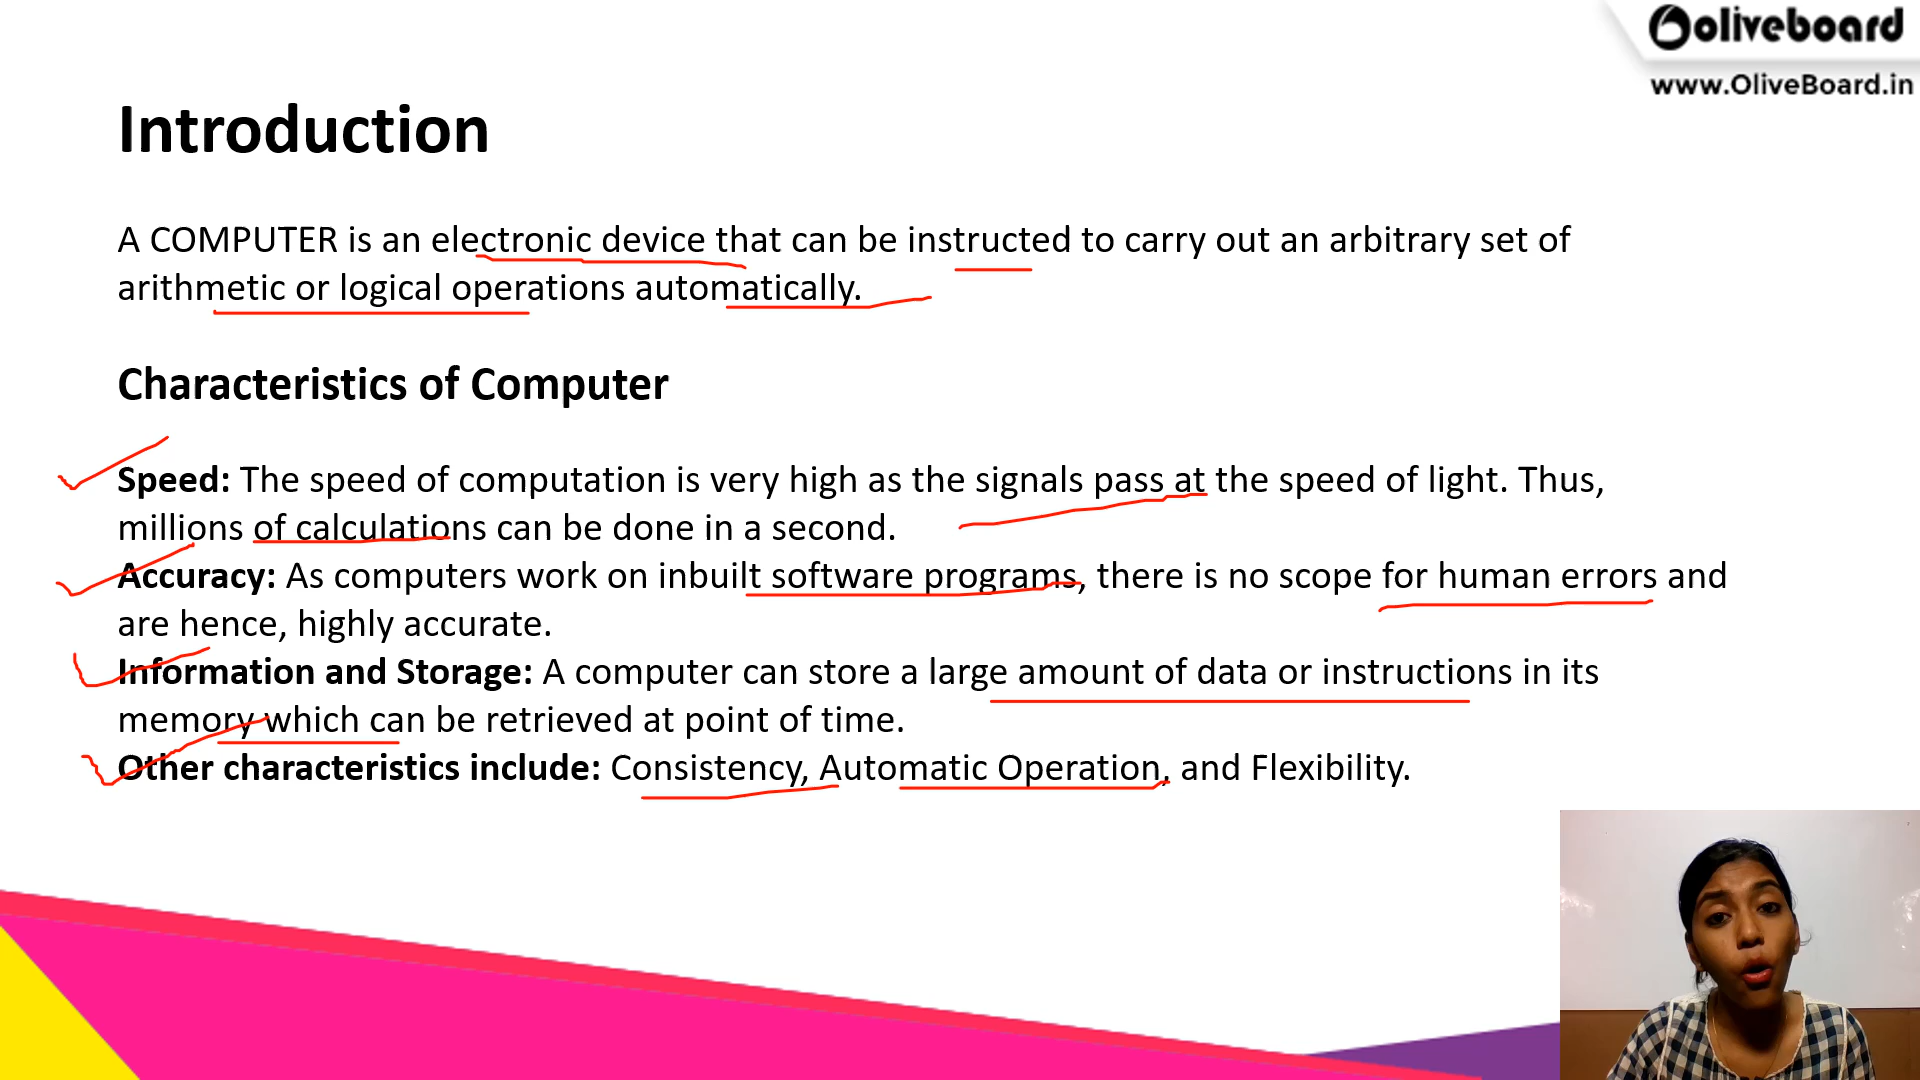 oliveboard
www.OliveBoard.in
Introduction
A COMPUTER is an electronic device that can be instructed to carry out an arbitrary set of
arithmetic or logical operations automatically.
Characteristics of Computer
Speed: The speed of computation is very high as the signals pass at the speed of light. Thus,
millions of calculations can be done in a second.
Accuracy: As computers work on inbuilt software programs, there is no scope for human errors and
are hence, highly accurate.
Information and Storage: A computer can store a large amount of data or instructions in its
memory which can be retrieved at point of time.
Other characteristics include: Consistency, Automatic Operation, and Flexibility.